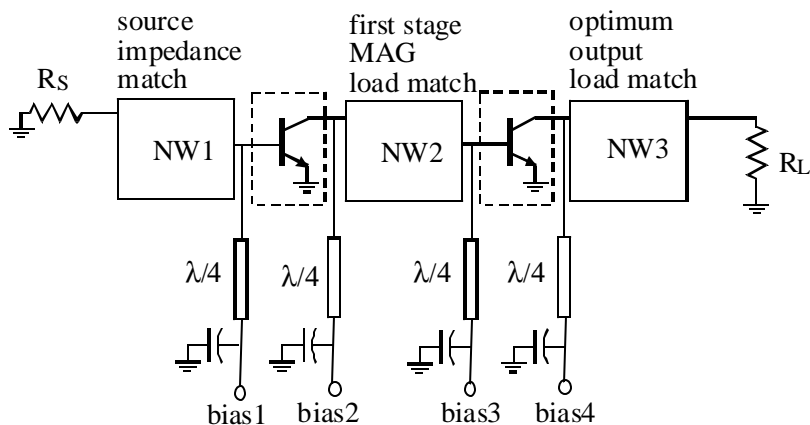 source
impedance
match
first stage
MAG
load match
optimum
output
load match
RS
NW1
NW2
NW3
RL
λ/4
λ/4
λ/4
λ/4
bias1
bias2
bias3
bias4